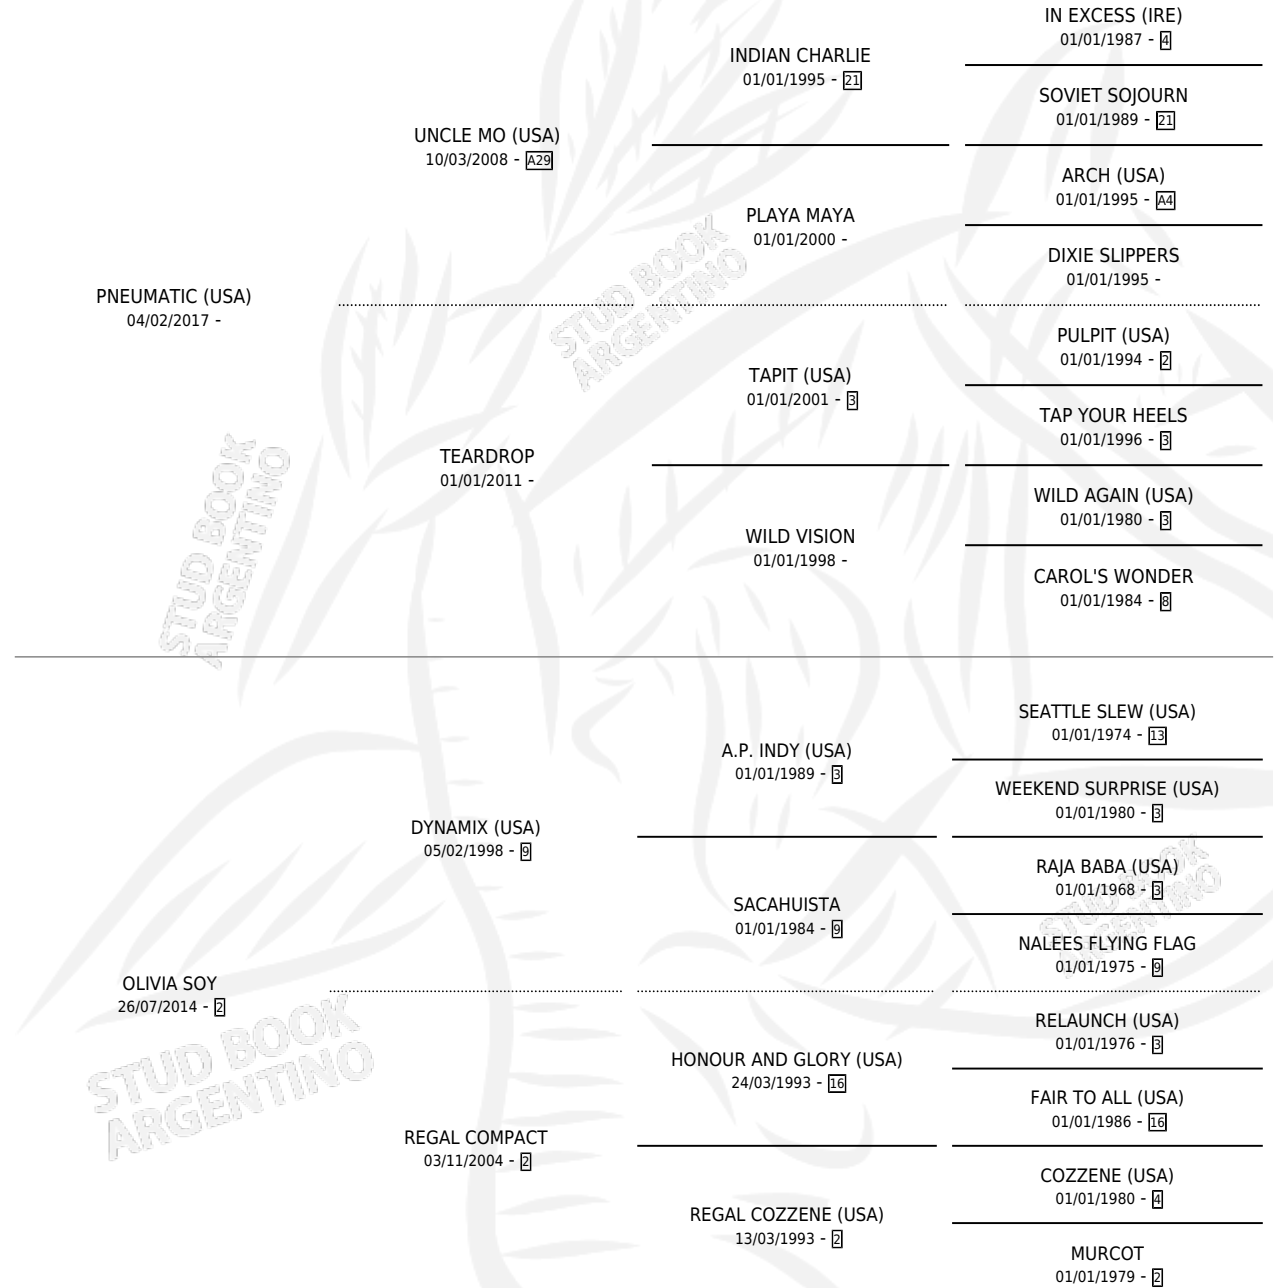 IN EXCESS (IRE)
01/01/1987 - 4
INDIAN CHARLIE
01/01/1995 - 21
SOVIET SOJOURN
01/01/1989 - 21
UNCLE MO (USA)
10/03/2008 - A29
ARCH (USA)
01/01/1995 - A4
PLAYA MAYA
01/01/2000 -
DIXIE SLIPPERS
01/01/1995 -
STUD BOOK
ARGENTINO
PNEUMATIC (USA)
04/02/2017 -
PULPIT (USA)
01/01/1994 - 2
TAPIT (USA)
01/01/2001 - 3
TAP YOUR HEELS
01/01/1996 - 3
TEARDROP
01/01/2011 -
WILD AGAIN (USA)
01/01/1980 - 3
WILD VISION
01/01/1998 -
CAROL'S WONDER
01/01/1984 - 8
STUD BOOK
ARGENTINO
SEATTLE SLEW (USA)
01/01/1974 - 13
A.P. INDY (USA)
01/01/1989 - 3
WEEKEND SURPRISE (USA)
01/01/1980 - 3
DYNAMIX (USA)
05/02/1998 - 9
RAJA BABA (USA)
01/01/1968 - 3
SACAHUISTA
01/01/1984 - 9
NALEES FLYING FLAG
01/01/1975 - 9
STUD BOOK
ARGENTINO
OLIVIA SOY
26/07/2014 - 2
RELAUNCH (USA)
01/01/1976 - 3
HONOUR AND GLORY (USA)
24/03/1993 - 16
FAIR TO ALL (USA)
01/01/1986 - 16
STUD BOOK
ARGENTINO
REGAL COMPACT
03/11/2004 - 2
COZZENE (USA)
01/01/1980 - 4
REGAL COZZENE (USA)
13/03/1993 - 2
MURCOT
01/01/1979 - 2